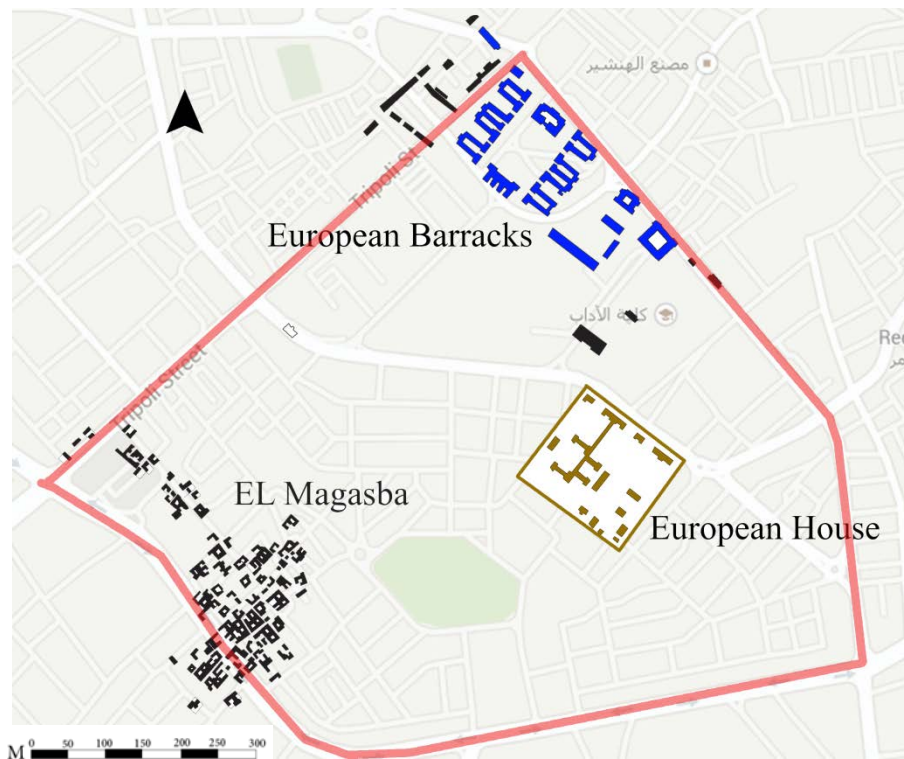 مصنع الهنشير
Tripoli St
European Barracks
كلية الآداب
Tripoli Street
EL Magasba
European House
M 0 50 100 150 200 250 300